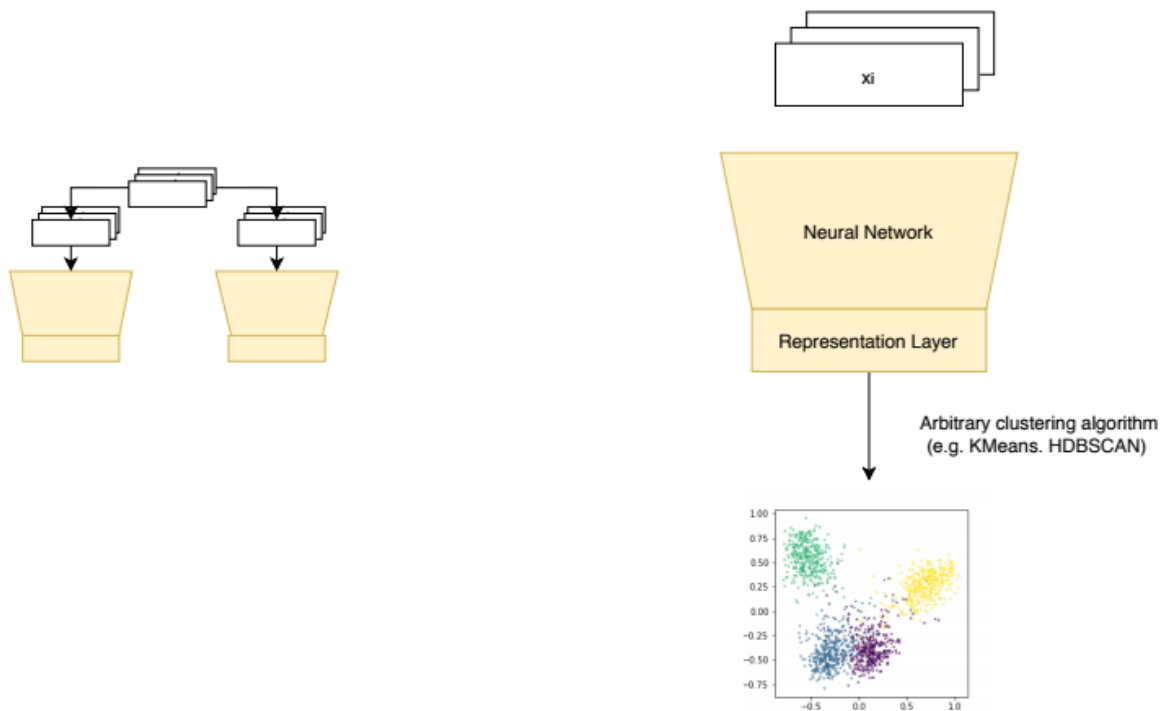 xi
Neural Network
Representation Layer
Arbitrary clustering algorithm
(e.g. KMeans. HDBSCAN)
1.00
0.75
0.50
0.25
0.00
−0.25
−0.50
−0.75
−0.5 0.0 0.5 1.0